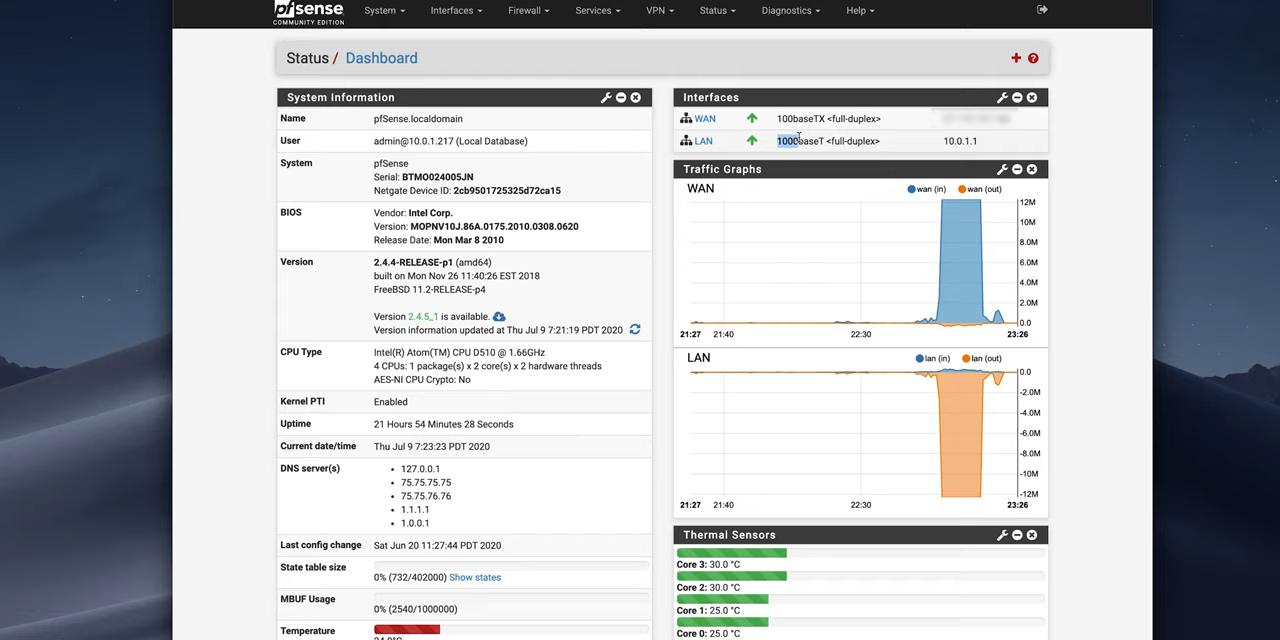 pfsense
COMMUNITY EDITION
System
Interfaces
Firewall
Services
VPN
Status
Diagnostics
Help
Status / Dashboard
System Information
Name pfSense.localdomain
User admin@10.0.1.217 (Local Database)
System pfSense
Serial: BTMO024005JN
Netgate Device ID: 2cb9501725325d72ca15
BIOS Vendor: Intel Corp.
Version: MOPNV10J.86A.0175.2010.0308.0620
Release Date: Mon Mar 8 2010
Version 2.4.4-RELEASE-p1 (amd64)
built on Mon Nov 26 11:40:26 EST 2018
FreeBSD 11.2-RELEASE-p4
Version 2.4.5_1 is available.
Version information updated at Thu Jul 9 7:21:19 PDT 2020
CPU Type Intel(R) Atom(TM) CPU D510 @ 1.66GHz
4 CPUs: 1 package(s) x 2 core(s) x 2 hardware threads
AES-NI CPU Crypto: No
Kernel PTI Enabled
Uptime 21 Hours 54 Minutes 28 Seconds
Current date/time Thu Jul 9 7:23:23 PDT 2020
DNS server(s)
127.0.0.1
75.75.75.75
75.75.76.76
1.1.1.1
1.0.0.1
Last config change Sat Jun 20 11:27:44 PDT 2020
State table size
0% (732/402000) Show states
MBUF Usage
0% (2540/1000000)
Temperature
Interfaces
WAN 100baseTX <full-duplex>
LAN 1000baseT <full-duplex> 10.0.1.1
Traffic Graphs
WAN wan (in) wan (out)
12M
10M
8.0M
6.0M
4.0M
2.0M
0.0
21:27 21:40 22:30 23:26
LAN lan (in) lan (out)
0.0
-2.0M
-4.0M
-6.0M
-8.0M
-10M
-12M
21:27 21:40 22:30 23:26
Thermal Sensors
Core 3: 30.0 °C
Core 2: 30.0 °C
Core 1: 25.0 °C
Core 0: 25.0 °C